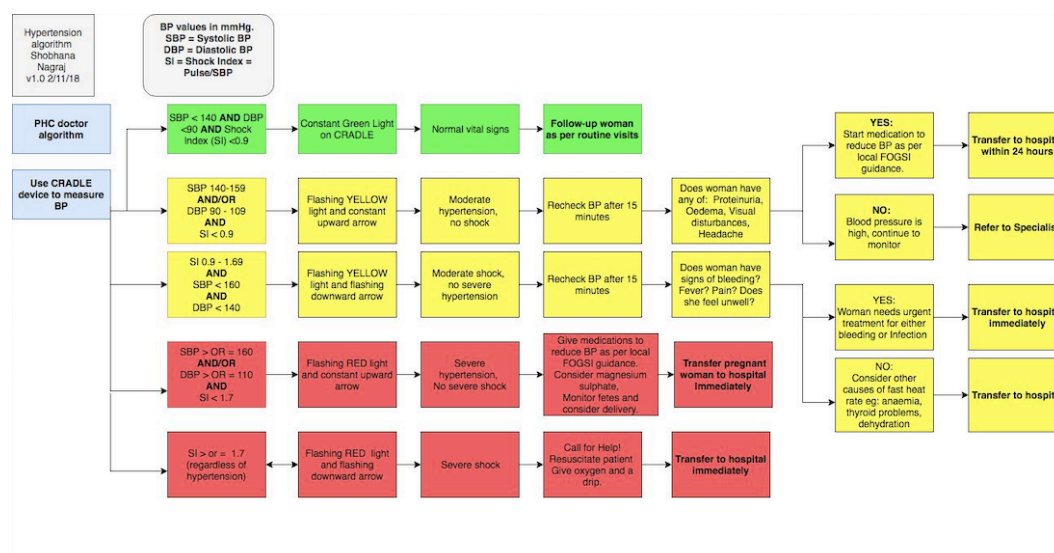 Hypertension
algorithm
Shobhana
Nagraj
v1.0 2/11/18
BP values in mmHg.
SBP = Systolic BP
DBP = Diastolic BP
SI = Shock Index =
Pulse/SBP
PHC doctor
algorithm
Use CRADLE
device to measure
BP
SBP < 140 AND DBP
<90 AND Shock
Index (SI) <0.9
Constant Green Light
on CRADLE
Normal vital signs
Follow-up woman
as per routine visits
SBP 140-159
AND/OR
DBP 90 - 109
AND
SI < 0.9
Flashing YELLOW
light and constant
upward arrow
Moderate
hypertension,
no shock
Recheck BP after 15
minutes
Does woman have
any of: Proteinuria,
Oedema, Visual
disturbances,
Headache
YES:
Start medication to
reduce BP as per
local FOGSI
guidance.
Transfer to hospital
within 24 hours
NO:
Blood pressure is
high, continue to
monitor
Refer to Specialis
SI 0.9 - 1.69
AND
SBP < 160
AND
DBP < 140
Flashing YELLOW
light and flashing
downward arrow
Moderate shock,
no severe
hypertension
Recheck BP after 15
minutes
Does woman have
signs of bleeding?
Fever? Pain? Does
she feel unwell?
YES:
Woman needs urgent
treatment for either
bleeding or Infection
Transfer to hospital
immediately
NO:
Consider other
causes of fast heat
rate eg: anaemia,
thyroid problems,
dehydration
Transfer to hospit
SBP > OR = 160
AND/OR
DBP > OR = 110
AND
SI < 1.7
Flashing RED light
and constant upward
arrow
Severe
hypertension,
No severe shock
Give medications to
reduce BP as per local
FOGSI guidance.
Consider magnesium
sulphate,
Monitor fetes and
consider delivery.
Transfer pregnant
woman to hospital
Immediately
SI > or = 1.7
(regardless of
hypertension)
Flashing RED light
and flashing
downward arrow
Severe shock
Call for Help!
Resuscitate patient
Give oxygen and a
drip.
Transfer to hospital
immediately